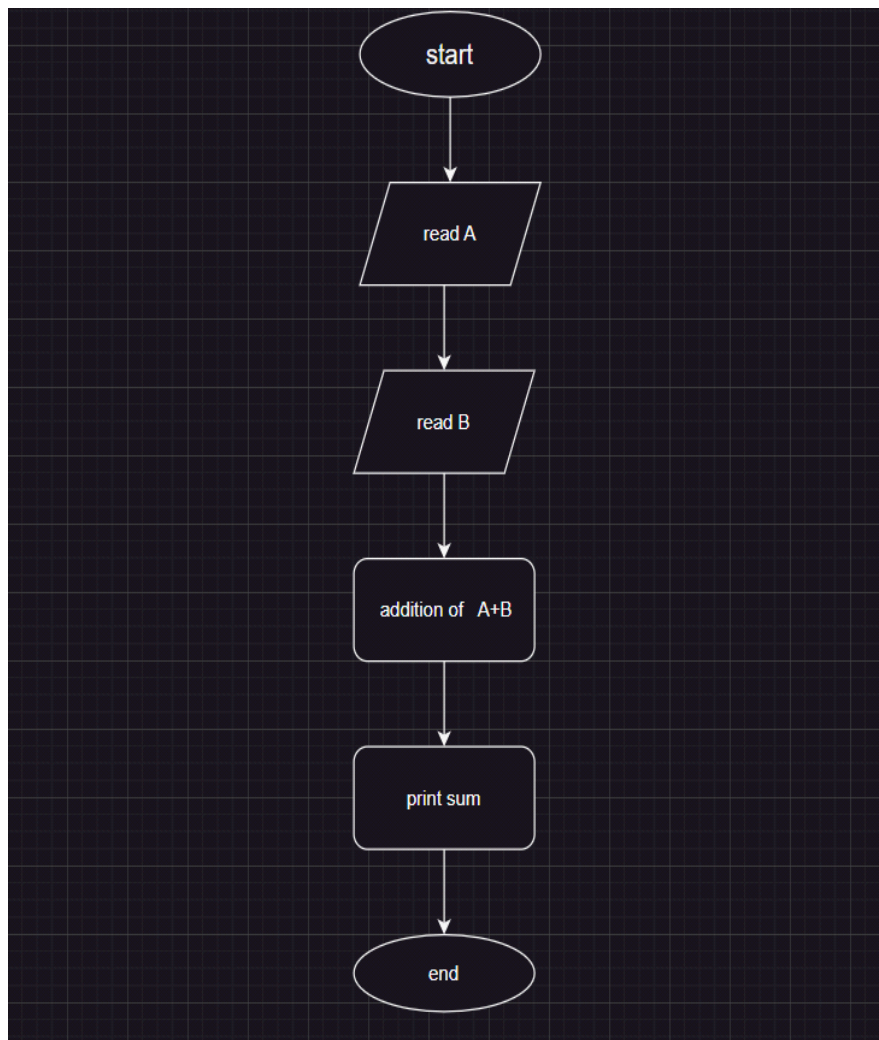 start
read A
read B
addition of A+B
print sum
end